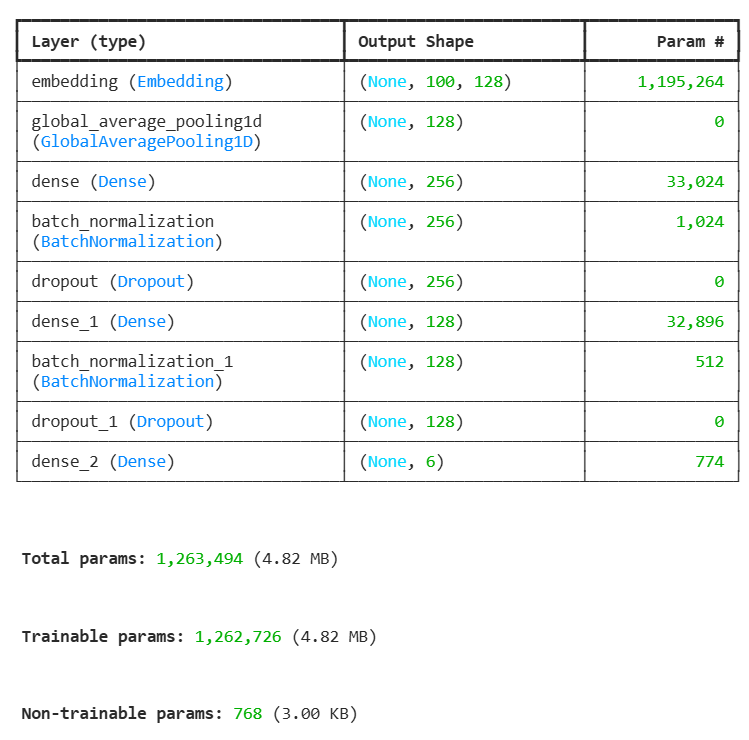 Layer (type) Output Shape Param #
embedding (Embedding) (None, 100, 128) 1,195,264
global_average_pooling1d (None, 128) 0
(GlobalAveragePooling1D)
dense (Dense) (None, 256) 33,024
batch_normalization (None, 256) 1,024
(BatchNormalization)
dropout (Dropout) (None, 256) 0
dense_1 (Dense) (None, 128) 32,896
batch_normalization_1 (None, 128) 512
(BatchNormalization)
dropout_1 (Dropout) (None, 128) 0
dense_2 (Dense) (None, 6) 774
Total params: 1,263,494 (4.82 MB)
Trainable params: 1,262,726 (4.82 MB)
Non-trainable params: 768 (3.00 KB)